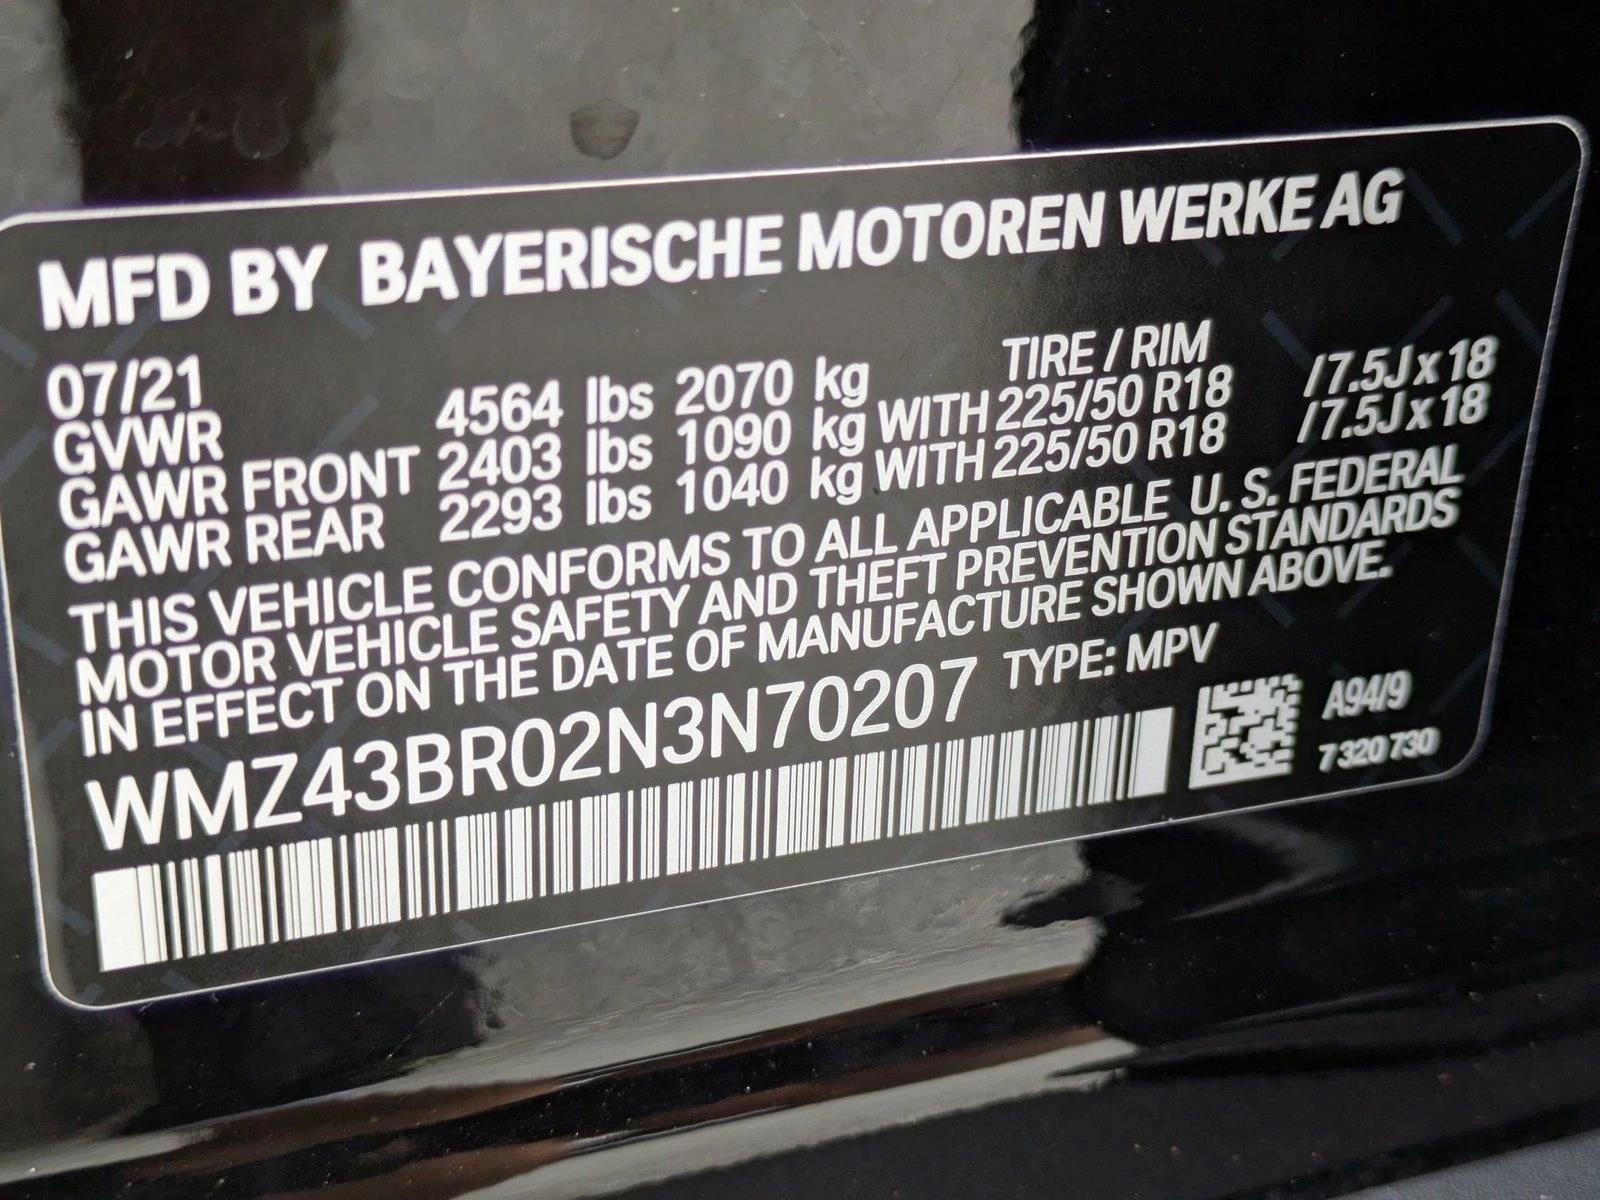 MFD BY BAYERISCHE MOTOREN WERKE AG
07/21 TIRE / RIM
GVWR 4564 lbs 2070 kg
GAWR FRONT 2403 lbs 1090 kg WITH 225/50 R18 /7.5J x 18
GAWR REAR 2293 lbs 1040 kg WITH 225/50 R18 /7.5J x 18
THIS VEHICLE CONFORMS TO ALL APPLICABLE U. S. FEDERAL
MOTOR VEHICLE SAFETY AND THEFT PREVENTION STANDARDS
IN EFFECT ON THE DATE OF MANUFACTURE SHOWN ABOVE.
WMZ43BR02N3N70207 TYPE: MPV
A94/9
7 320 730